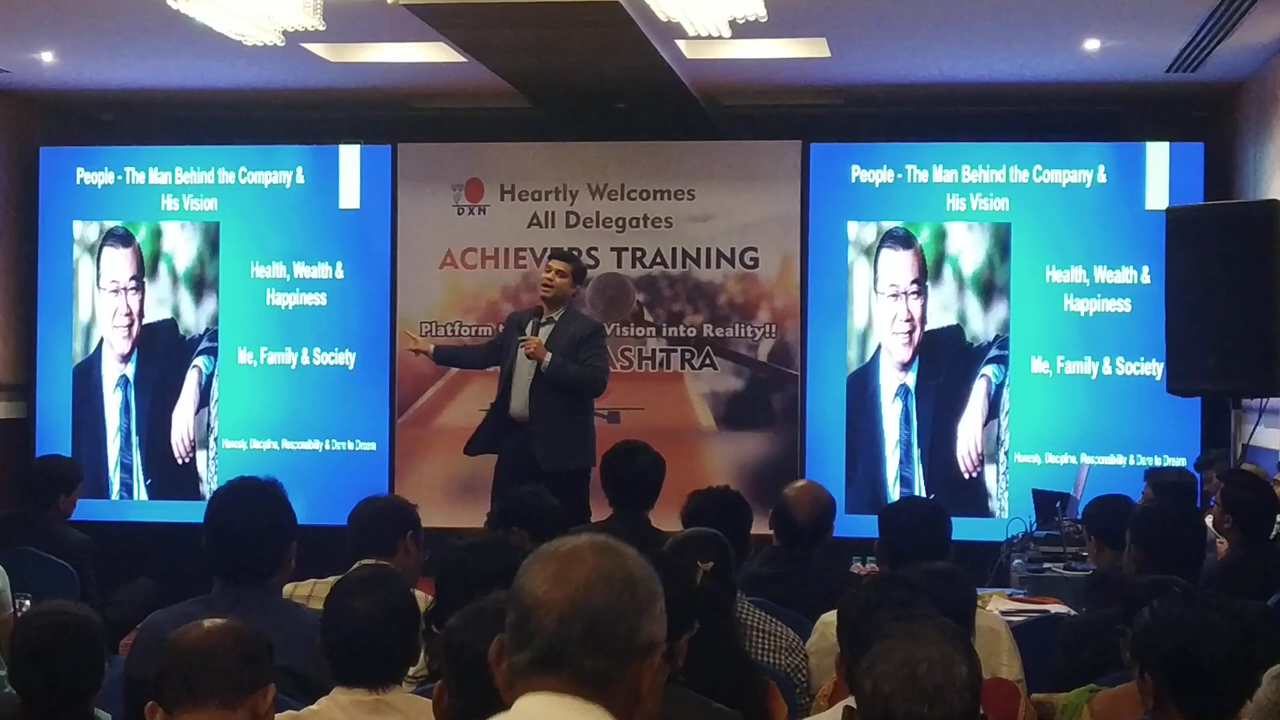 People - The Man Behind the Company &
His Vision
Health, Wealth &
Happiness
Me, Family & Society
Honesty, Discipline, Responsibility & Dare to Dream
DXN
Heartly Welcomes
All Delegates
ACHIEVERS TRAINING
Platform Vision into Reality!!
ASHTRA
People - The Man Behind the Company &
His Vision
Health, Wealth &
Happiness
Me, Family & Society
Honesty, Discipline, Responsibility & Dare to Dream